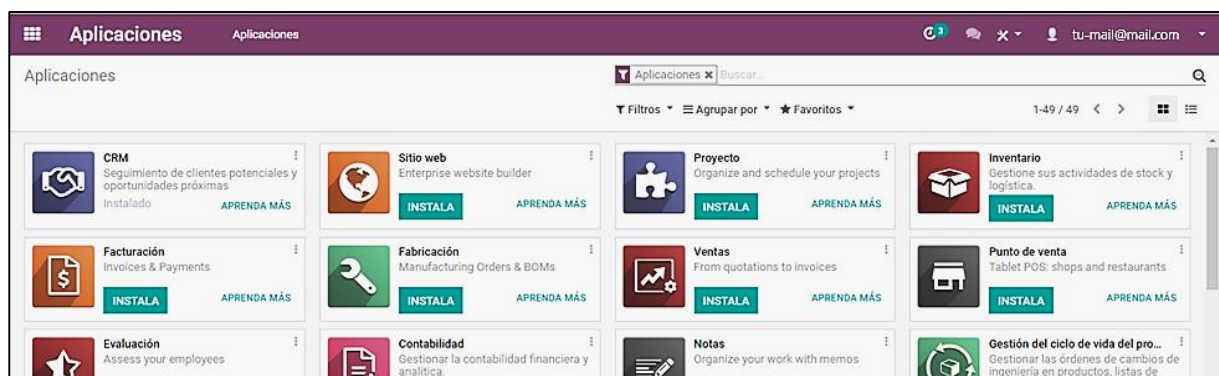 Aplicaciones Aplicaciones 3 tu-mail@mail.com
Aplicaciones
Aplicaciones Buscar...
Filtros Agrupar por Favoritos 1-49 / 49
CRM
Seguimiento de clientes potenciales y
oportunidades próximas
Instalado APRENDA MÁS
Sitio web
Enterprise website builder
INSTALA APRENDA MÁS
Proyecto
Organize and schedule your projects
INSTALA APRENDA MÁS
Inventario
Gestione sus actividades de stock y
logística.
INSTALA APRENDA MÁS
Facturación
Invoices & Payments
INSTALA APRENDA MÁS
Fabricación
Manufacturing Orders & BOMs
INSTALA APRENDA MÁS
Ventas
From quotations to invoices
INSTALA APRENDA MÁS
Punto de venta
Tablet POS: shops and restaurants
INSTALA APRENDA MÁS
Evaluación
Assess your employees
Contabilidad
Gestionar la contabilidad financiera y
analítica.
Notas
Organize your work with memos
Gestión del ciclo de vida del pro...
Gestionar las órdenes de cambios de
ingeniería en productos, listas de